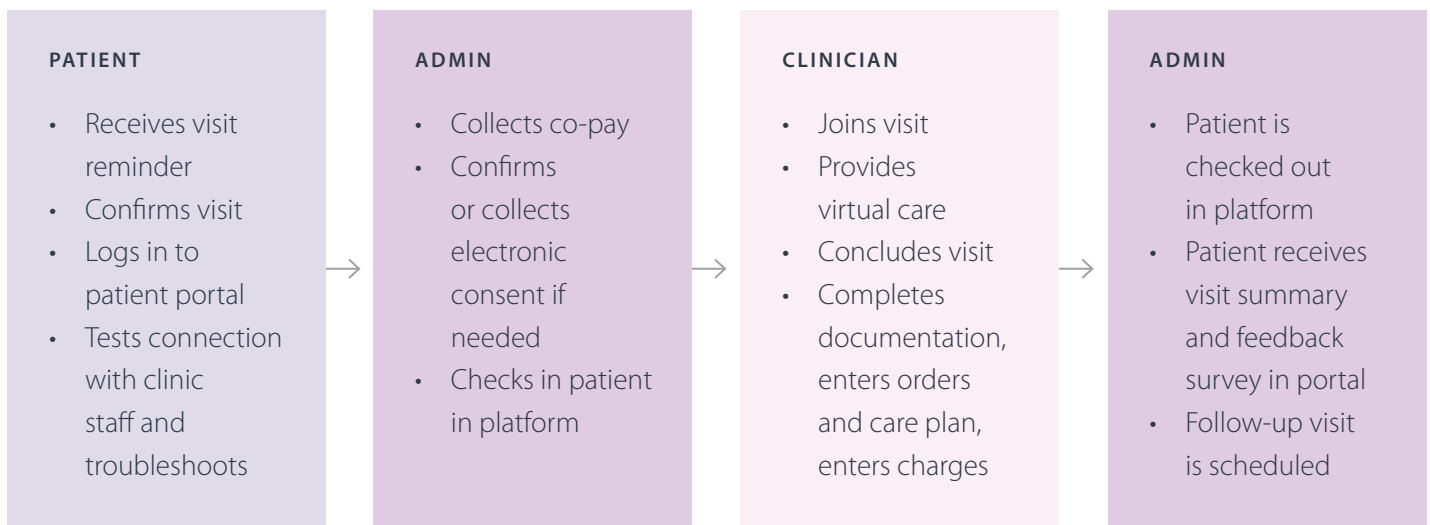 PATIENT
• Receives visit
reminder
• Confirms visit
• Logs in to
patient portal
• Tests connection
with clinic
staff and
troubleshoots
ADMIN
• Collects co-pay
• Confirms
or collects
electronic
consent if
needed
• Checks in patient
in platform
CLINICIAN
• Joins visit
• Provides
virtual care
• Concludes visit
• Completes
documentation,
enters orders
and care plan,
enters charges
ADMIN
• Patient is
checked out
in platform
• Patient receives
visit summary
and feedback
survey in portal
• Follow-up visit
is scheduled